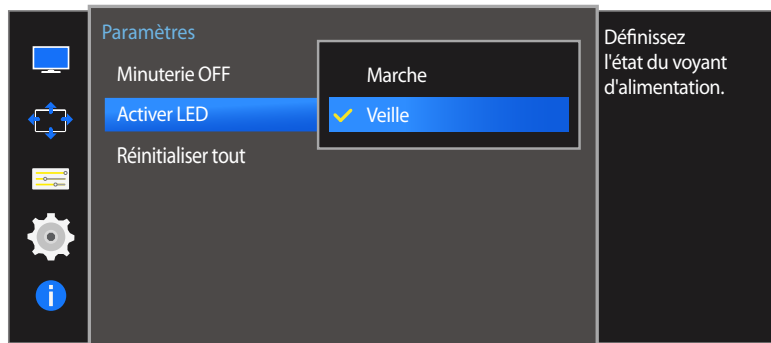 Paramètres
Minuterie OFF
Activer LED
Réinitialiser tout
Marche
Veille
Définissez
l'état du voyant
d'alimentation.